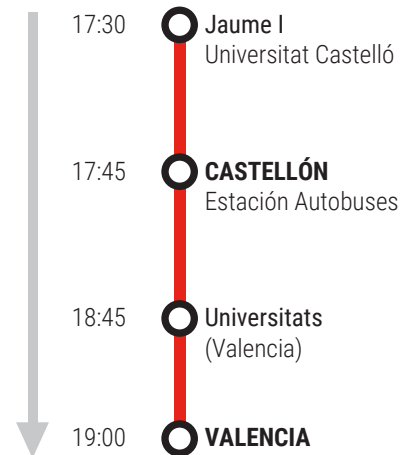 17:30 Jaume I
Universitat Castelló
17:45 CASTELLÓN
Estación Autobuses
18:45 Universitats
(Valencia)
19:00 VALENCIA